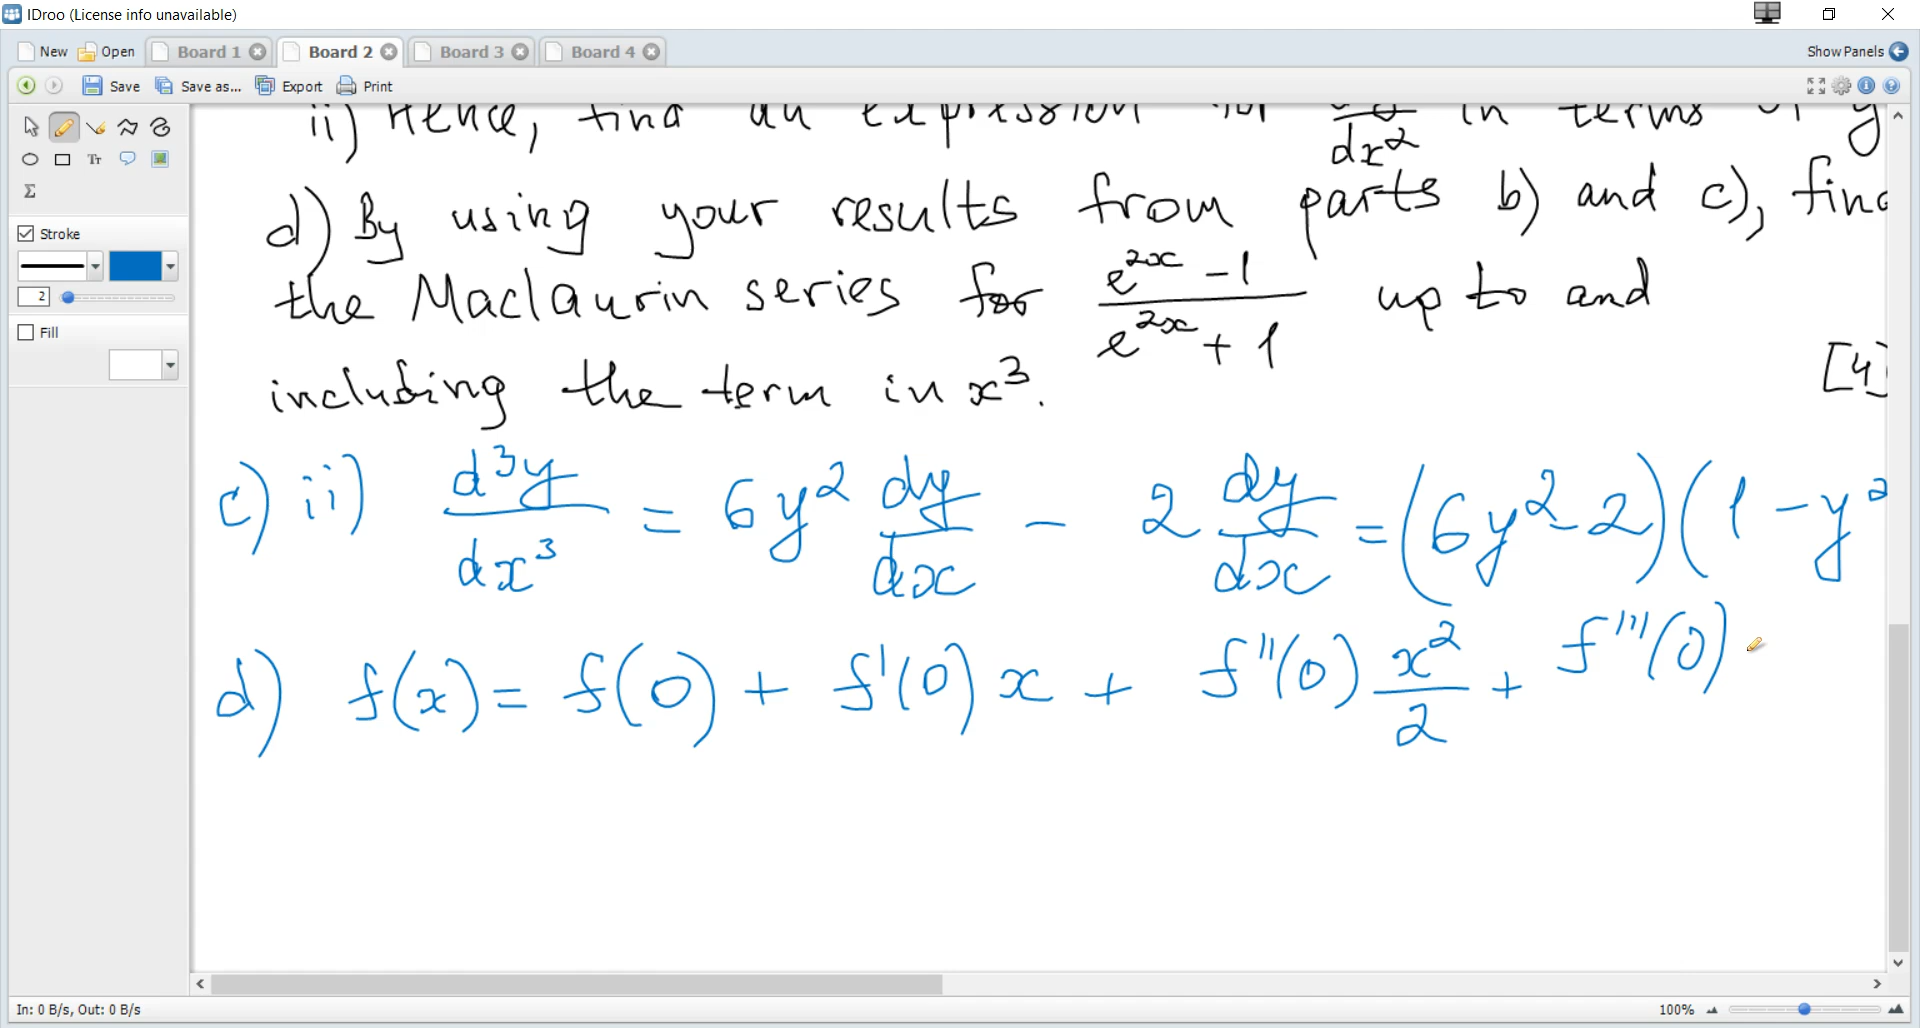 IDroo (License info unavailable)
New Open Board 1 Board 2 Board 3 Board 4 Show Panels
Save Save as... Export Print
ii) Hence, find an expression for dx² in terms of y
d) By using your results from parts b) and c), find
the Maclaurin series for (e^{2x} - 1)/(e^{2x} + 1) up to and
including the term in x³. [4]
Stroke
2
Fill
c) ii) d³y/dx³ = 6y² dy/dx - 2 dy/dx = (6y² - 2)(1 - y²
d) f(x) = f(0) + f'(0)x + f''(0) x²/2 + f'''(0)
In: 0 B/s, Out: 0 B/s 100%